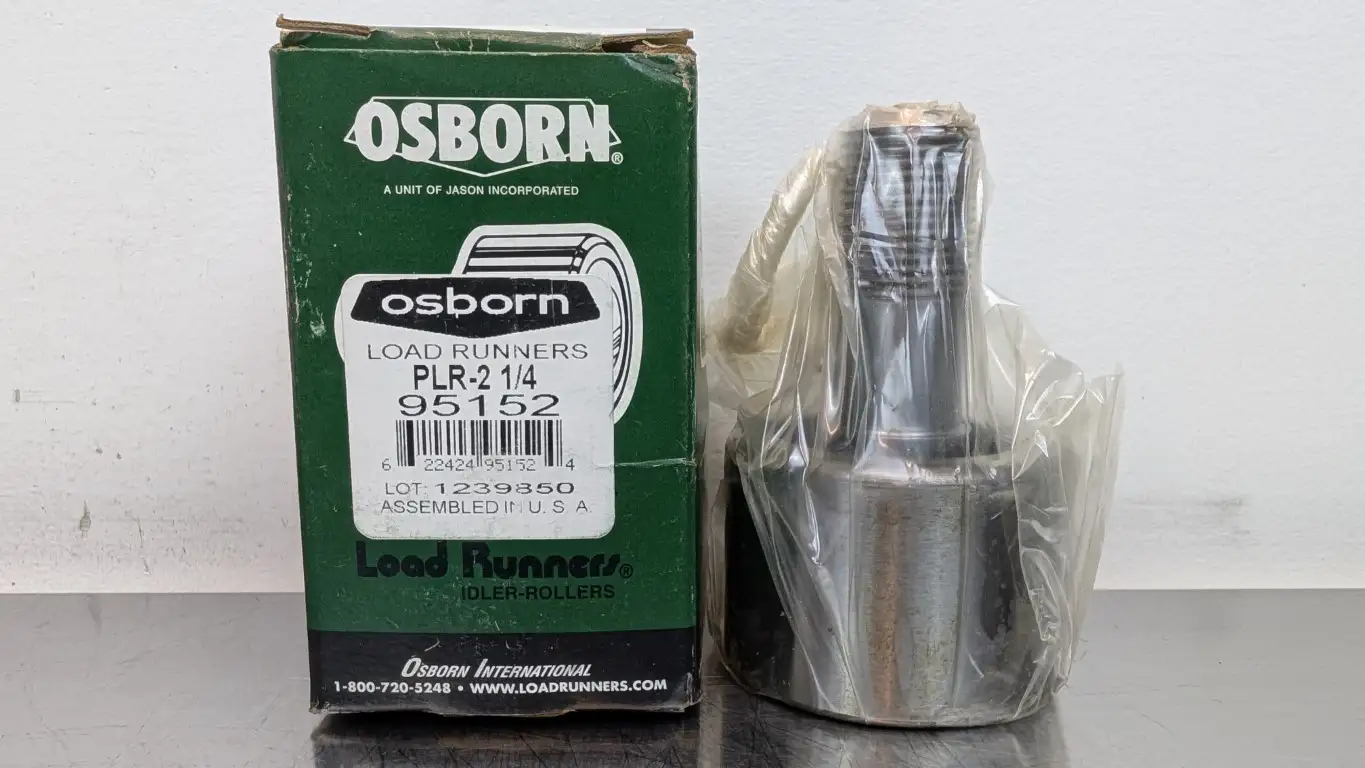 OSBORN®
A UNIT OF JASON INCORPORATED
osborn
LOAD RUNNERS
PLR-2 1/4
95152
6 22424 95152 4
LOT: 1239850
ASSEMBLED IN U. S. A.
Load Runners®
IDLER-ROLLERS
OSBORN INTERNATIONAL
1-800-720-5248 • WWW.LOADRUNNERS.COM